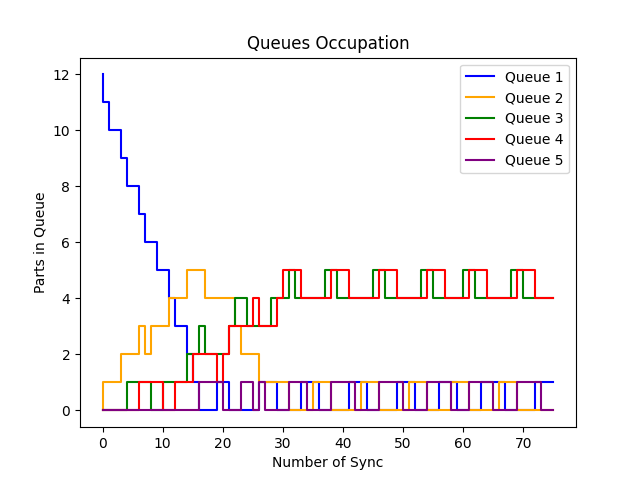 Queues Occupation
12
10
8
6
4
2
0
Parts in Queue
Queue 1
Queue 2
Queue 3
Queue 4
Queue 5
0 10 20 30 40 50 60 70
Number of Sync